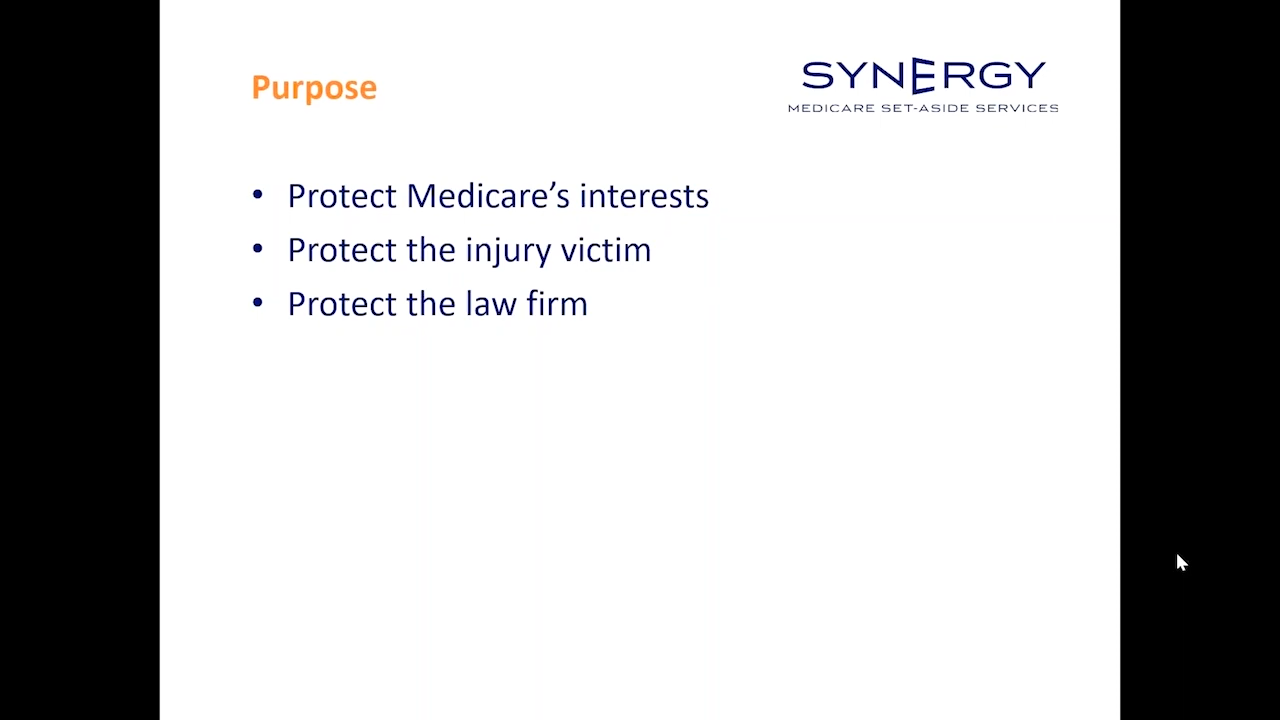 Purpose
SYNERGY
MEDICARE SET-ASIDE SERVICES
• Protect Medicare’s interests
• Protect the injury victim
• Protect the law firm